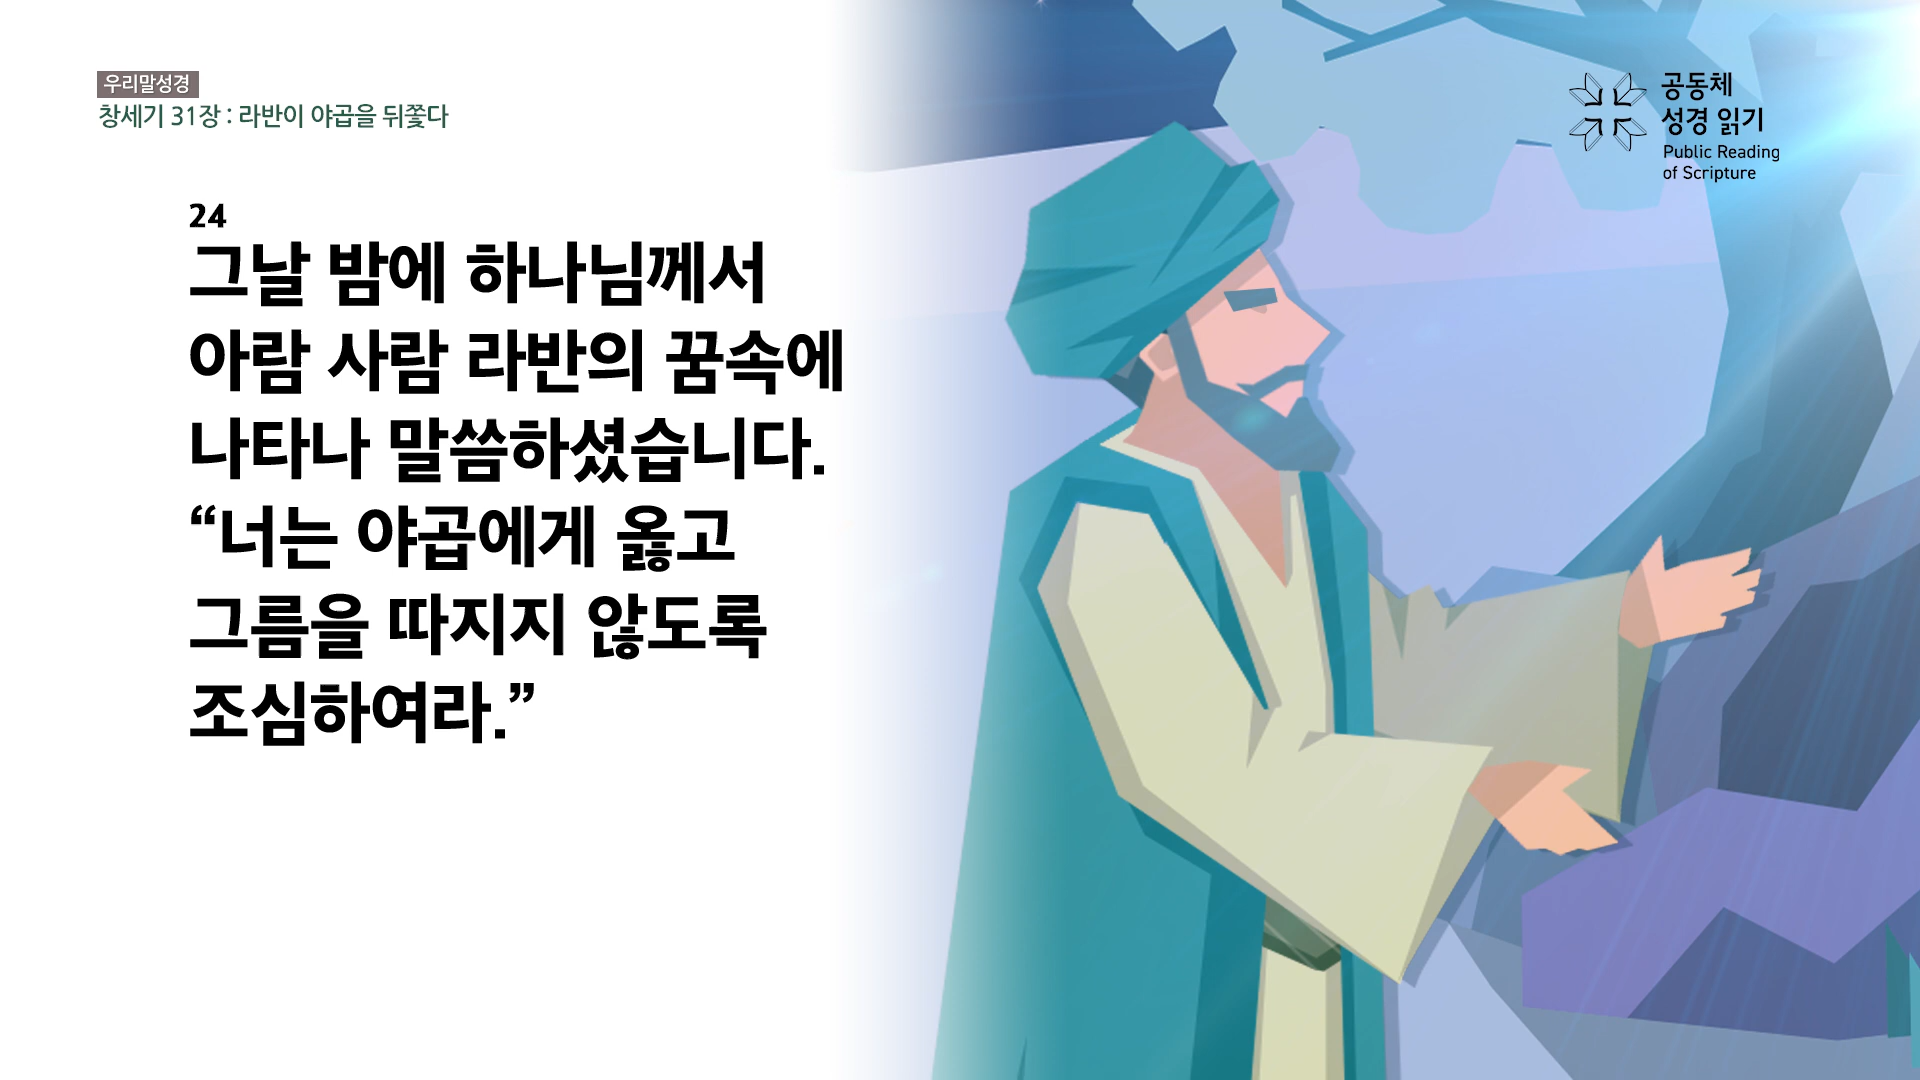 우리말성경
창세기 31장 : 라반이 야곱을 뒤쫓다
공동체
성경 읽기
Public Reading
of Scripture
24
그날 밤에 하나님께서
아람 사람 라반의 꿈속에
나타나 말씀하셨습니다.
“너는 야곱에게 옳고
그름을 따지지 않도록
조심하여라.”